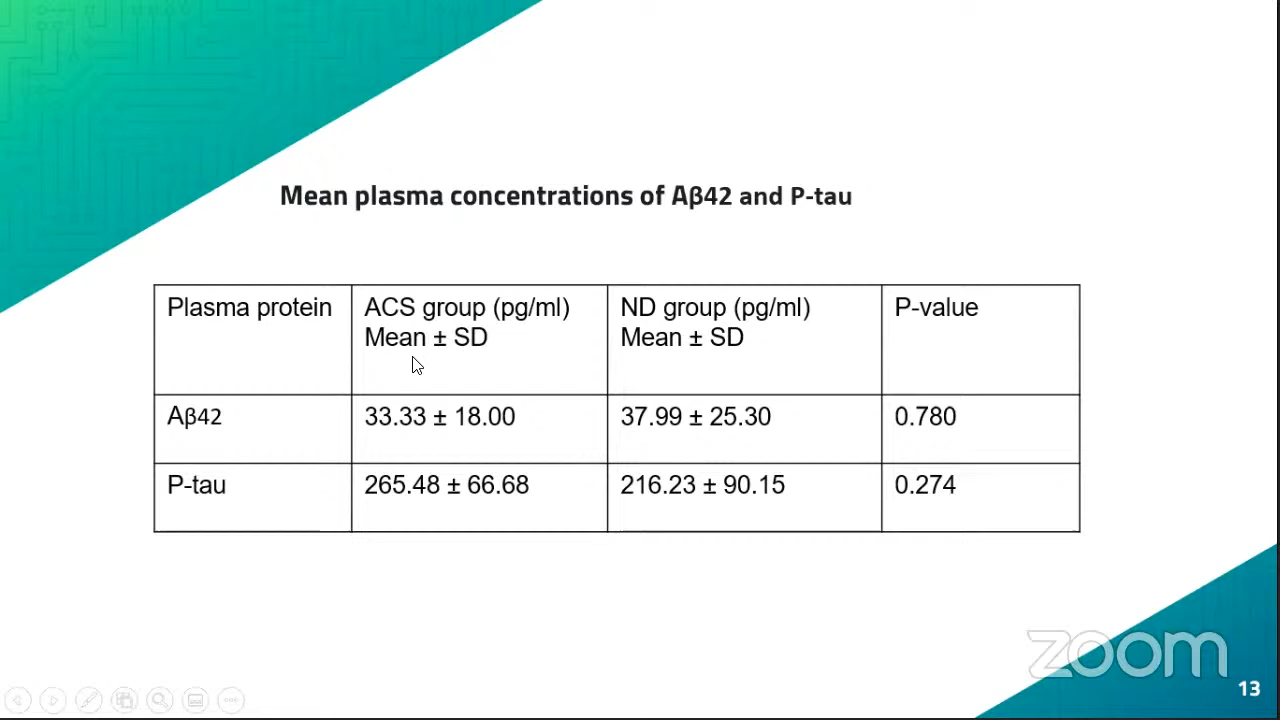 Mean plasma concentrations of Aβ42 and P-tau
Plasma protein
ACS group (pg/ml)
Mean ± SD
ND group (pg/ml)
Mean ± SD
P-value
Aβ42
33.33 ± 18.00
37.99 ± 25.30
0.780
P-tau
265.48 ± 66.68
216.23 ± 90.15
0.274
zoom
13